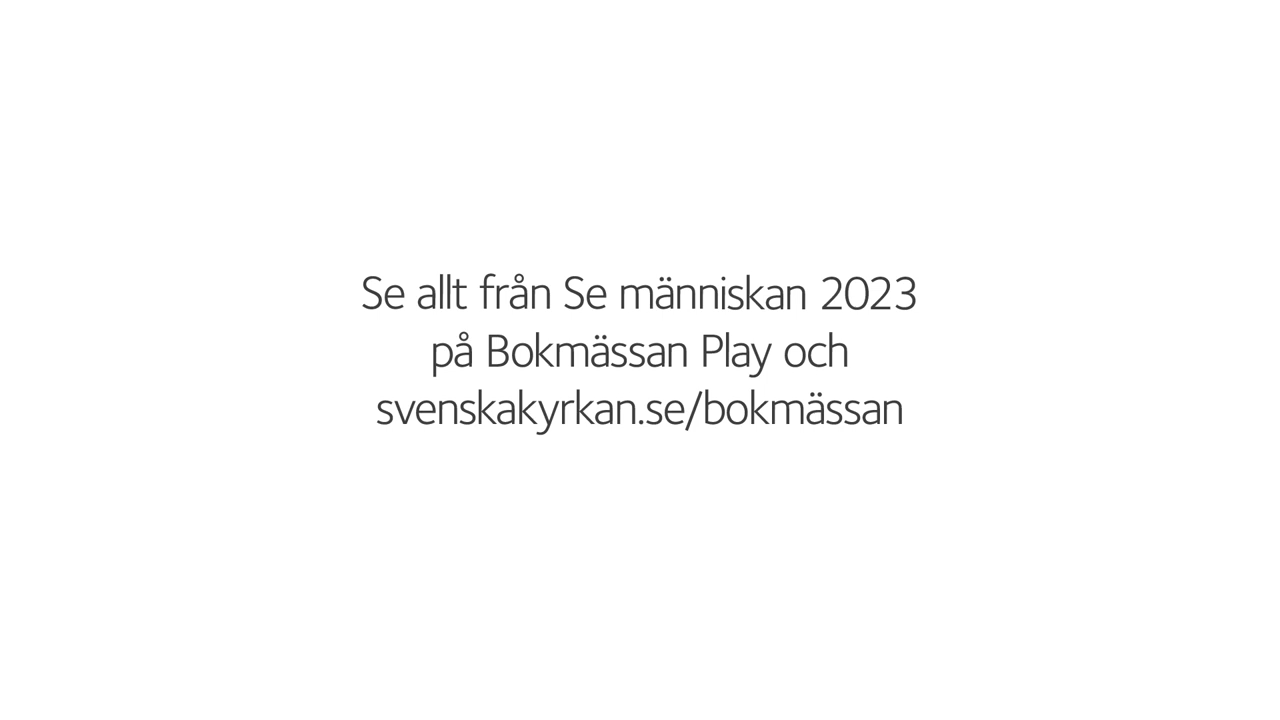 Se allt från Se människan 2023
på Bokmässan Play och
svenskakyrkan.se/bokmässan